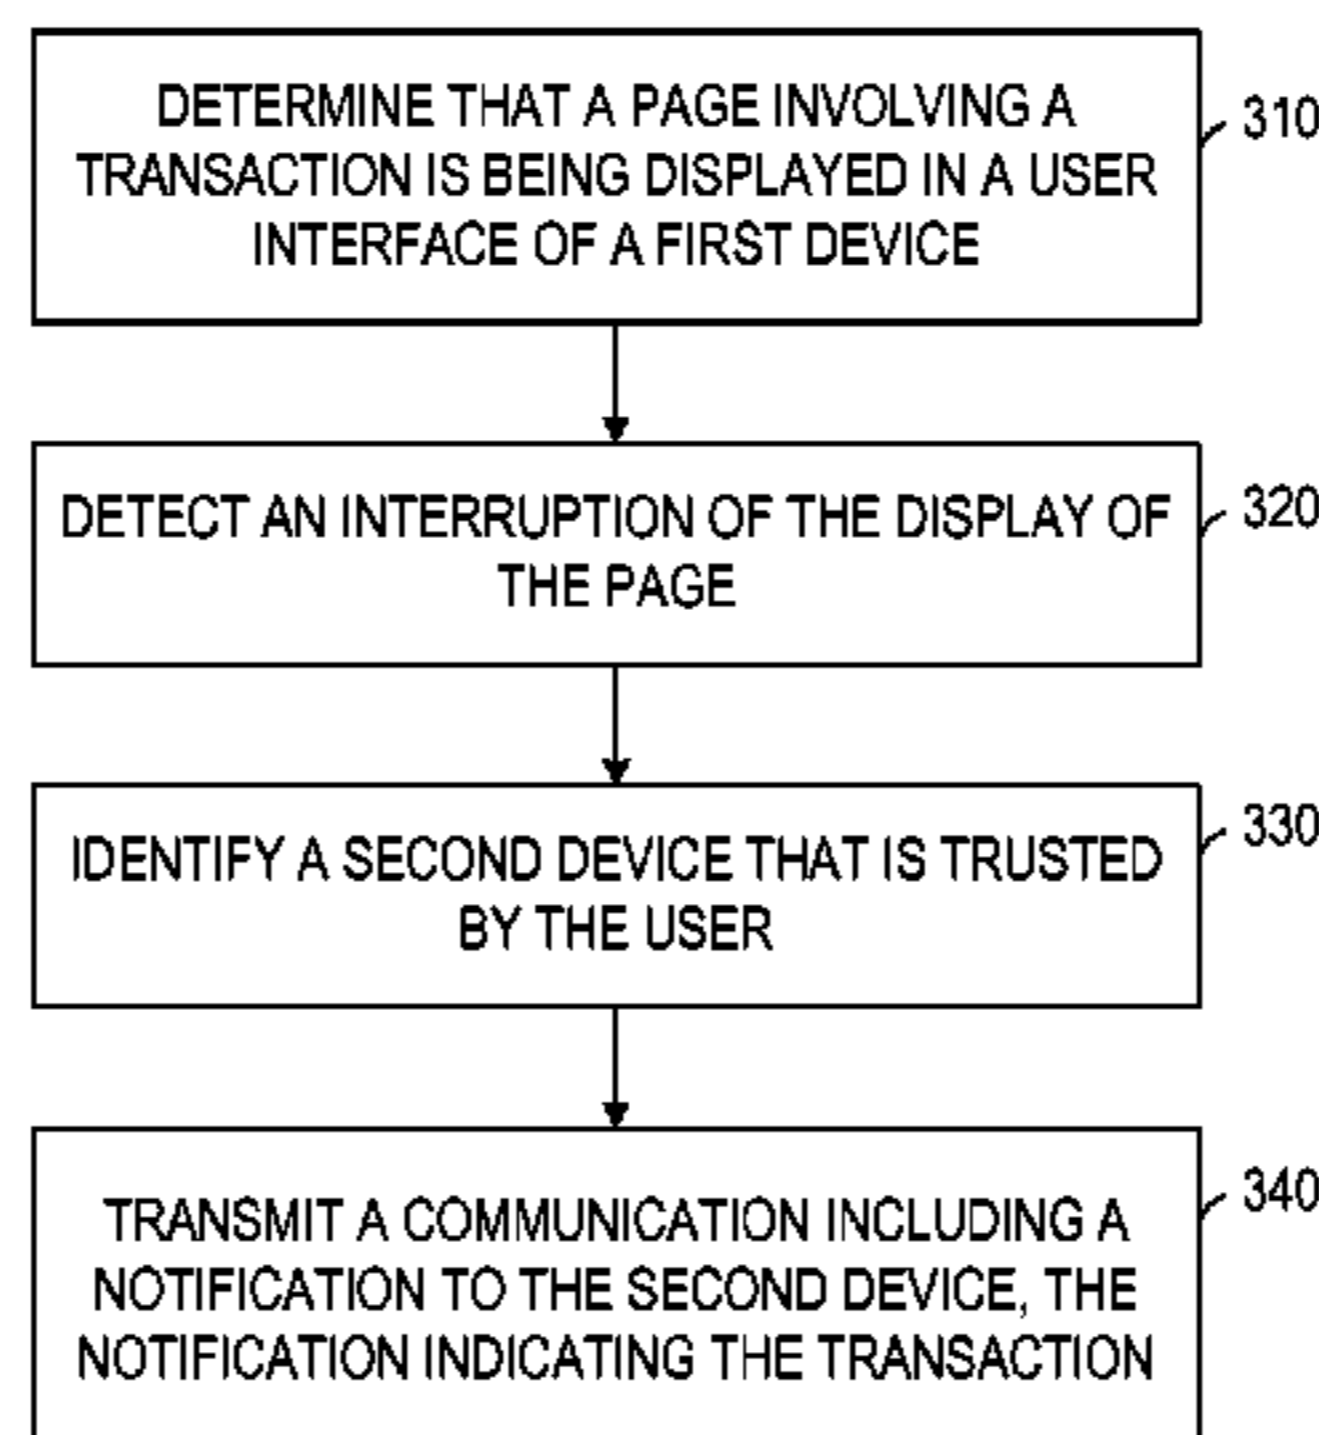 DETERMINE THAT A PAGE INVOLVING A
TRANSACTION IS BEING DISPLAYED IN A USER
INTERFACE OF A FIRST DEVICE
310
DETECT AN INTERRUPTION OF THE DISPLAY OF
THE PAGE
320
IDENTIFY A SECOND DEVICE THAT IS TRUSTED
BY THE USER
330
TRANSMIT A COMMUNICATION INCLUDING A
NOTIFICATION TO THE SECOND DEVICE, THE
NOTIFICATION INDICATING THE TRANSACTION
340